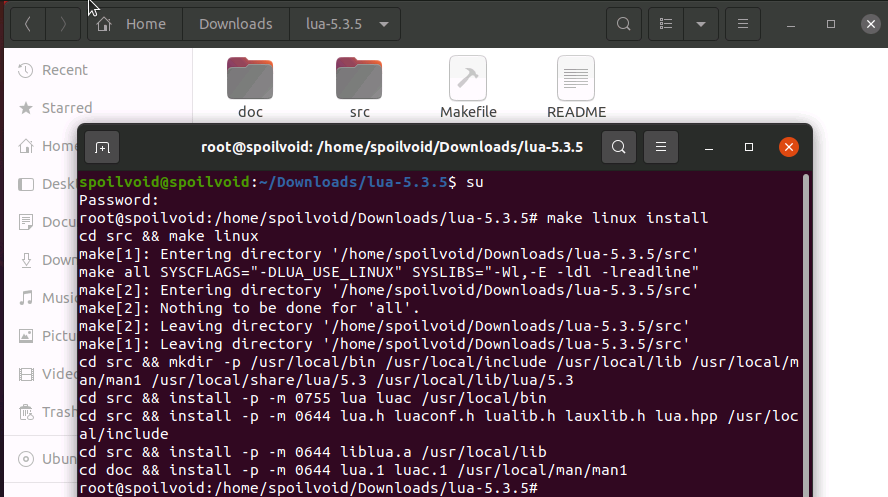 Home Downloads lua-5.3.5
Recent
Starred
doc src Makefile README
Home
Desk
Docu
Down
Music
Pictu
Video
Trash
Ubun
root@spoilvoid: /home/spoilvoid/Downloads/lua-5.3.5
spoilvoid@spoilvoid:~/Downloads/lua-5.3.5$ su
Password:
root@spoilvoid:/home/spoilvoid/Downloads/lua-5.3.5# make linux install
cd src && make linux
make[1]: Entering directory '/home/spoilvoid/Downloads/lua-5.3.5/src'
make all SYSCFLAGS="-DLUA_USE_LINUX" SYSLIBS="-Wl,-E -ldl -lreadline"
make[2]: Entering directory '/home/spoilvoid/Downloads/lua-5.3.5/src'
make[2]: Nothing to be done for 'all'.
make[2]: Leaving directory '/home/spoilvoid/Downloads/lua-5.3.5/src'
make[1]: Leaving directory '/home/spoilvoid/Downloads/lua-5.3.5/src'
cd src && mkdir -p /usr/local/bin /usr/local/include /usr/local/lib /usr/local/m
an/man1 /usr/local/share/lua/5.3 /usr/local/lib/lua/5.3
cd src && install -p -m 0755 lua luac /usr/local/bin
cd src && install -p -m 0644 lua.h luaconf.h lualib.h lauxlib.h lua.hpp /usr/loc
al/include
cd src && install -p -m 0644 liblua.a /usr/local/lib
cd doc && install -p -m 0644 lua.1 luac.1 /usr/local/man/man1
root@spoilvoid:/home/spoilvoid/Downloads/lua-5.3.5#